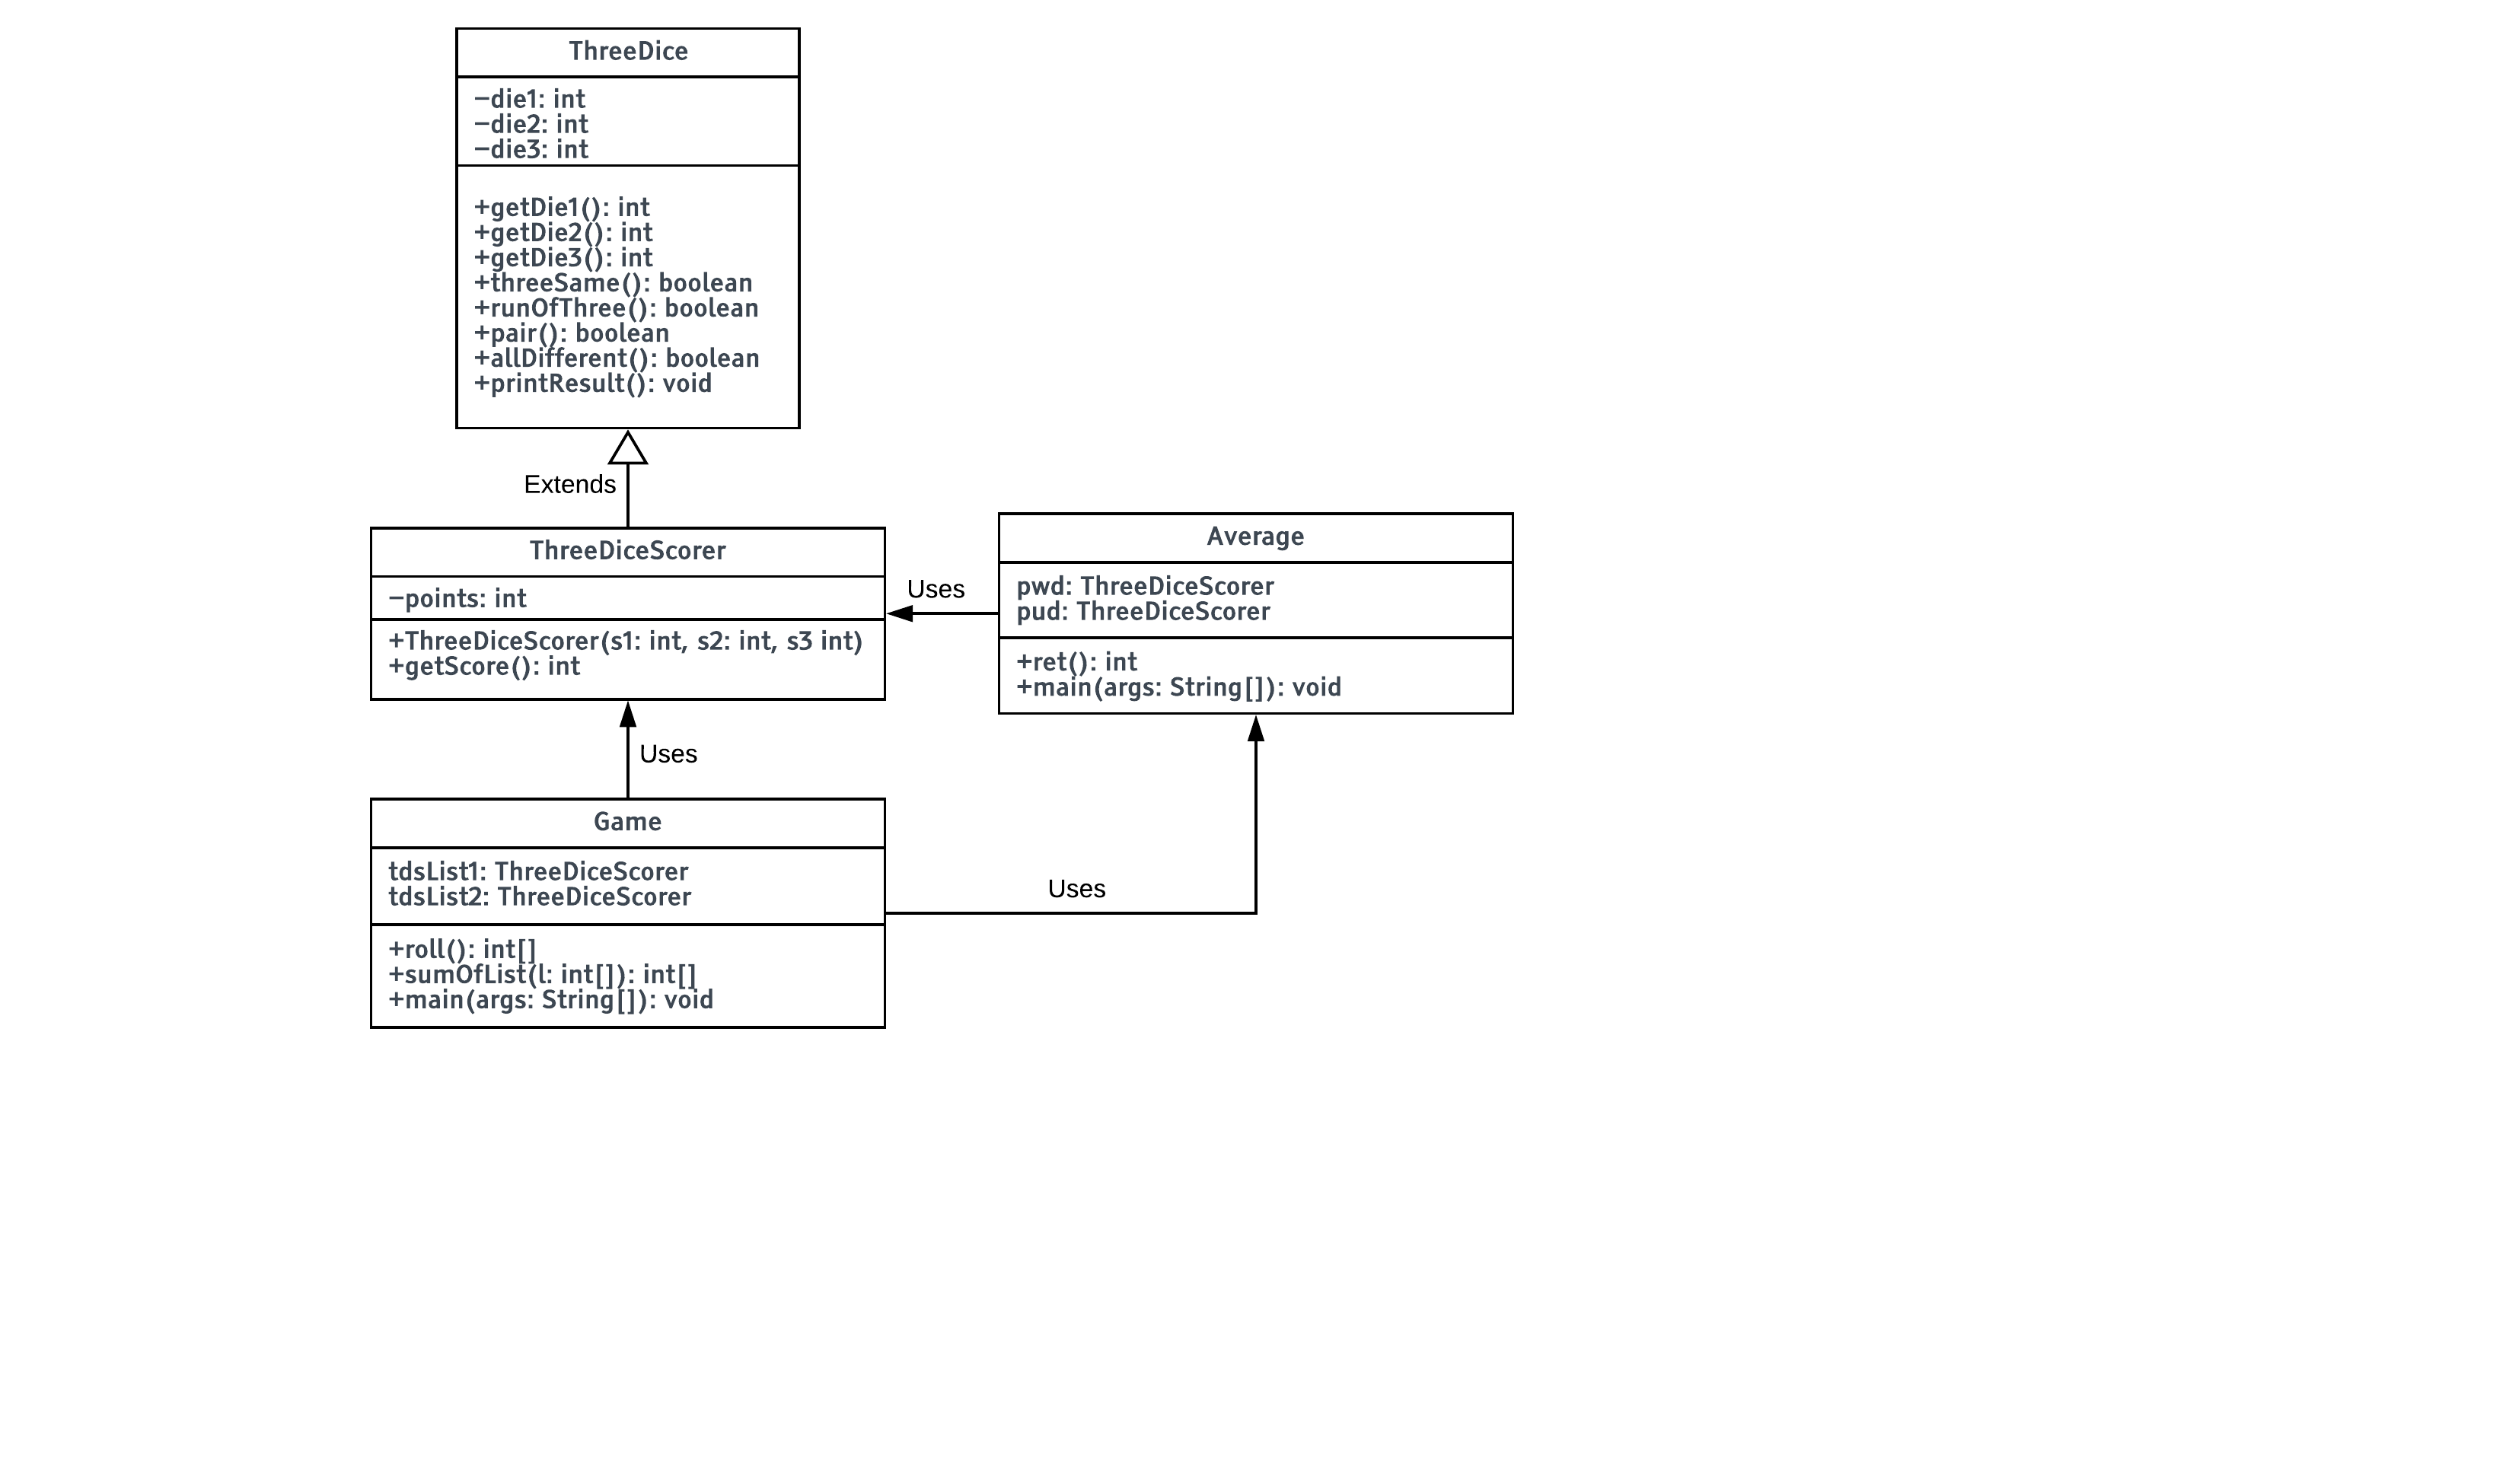 ThreeDice
–die1: int
–die2: int
–die3: int
+getDie1(): int
+getDie2(): int
+getDie3(): int
+threeSame(): boolean
+runOfThree(): boolean
+pair(): boolean
+allDifferent(): boolean
+printResult(): void
Extends
ThreeDiceScorer
–points: int
+ThreeDiceScorer(s1: int, s2: int, s3 int)
+getScore(): int
Uses
Average
pwd: ThreeDiceScorer
pud: ThreeDiceScorer
+ret(): int
+main(args: String[]): void
Uses
Game
tdsList1: ThreeDiceScorer
tdsList2: ThreeDiceScorer
+roll(): int[]
+sumOfList(l: int[]): int[]
+main(args: String[]): void
Uses